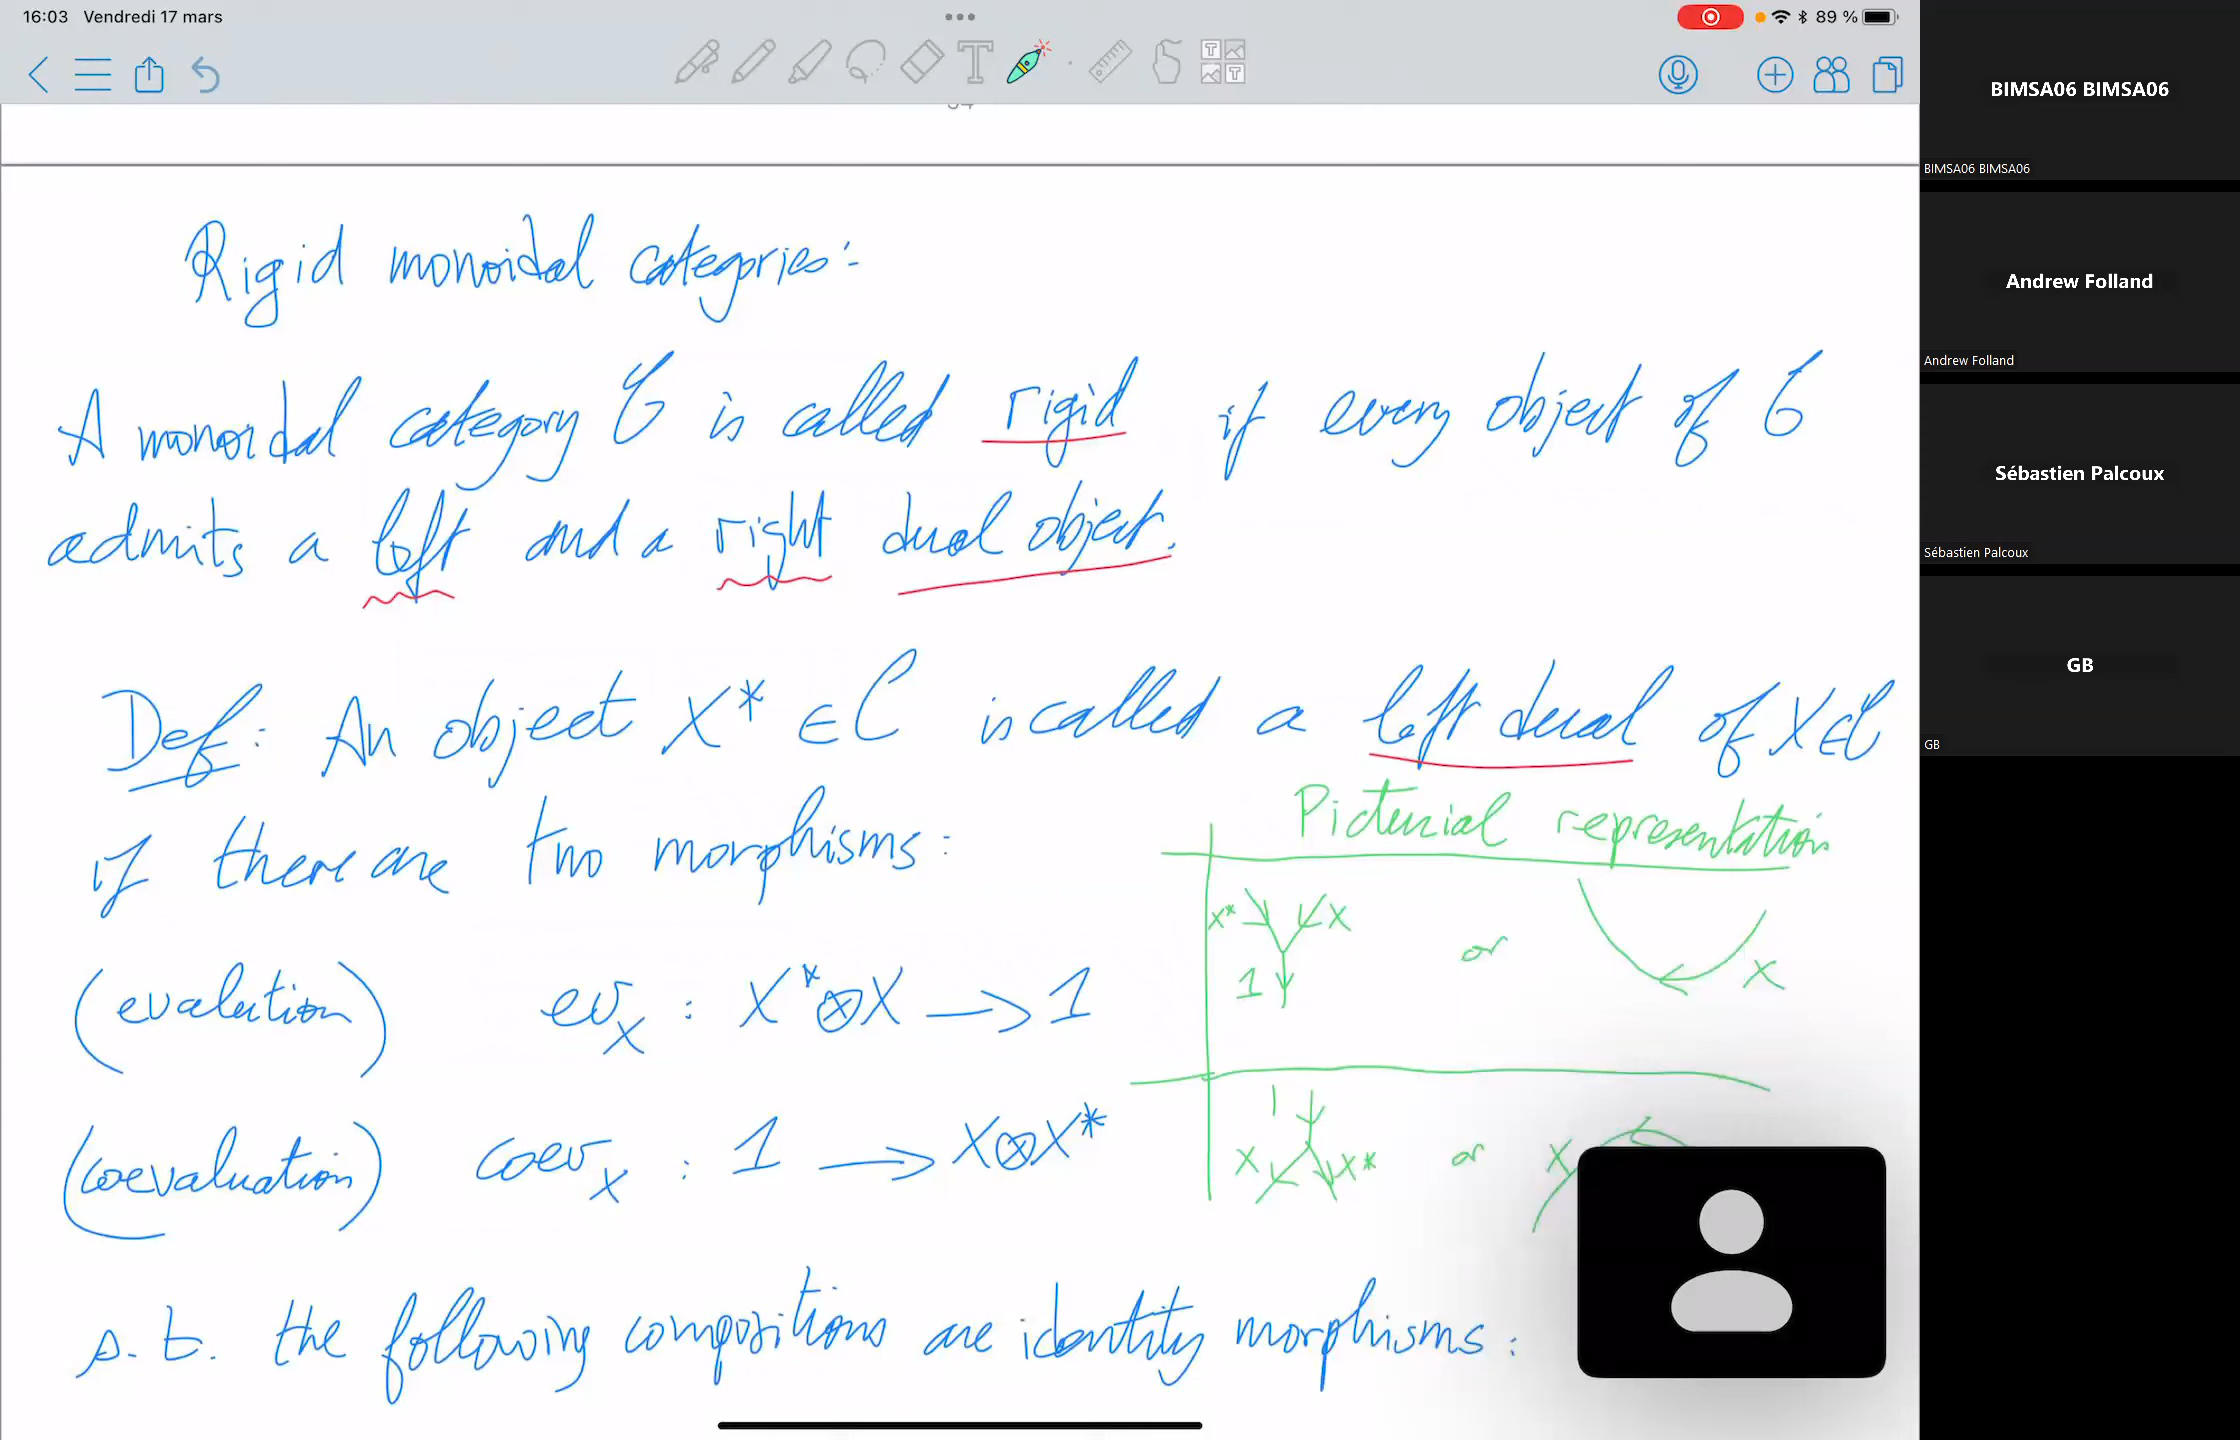 16:03 Vendredi 17 mars
89 %
Rigid monoidal categories:
A monoidal category C is called rigid if every object of C
admits a left and a right dual object.
Def: An object X* ∈ C is called a left dual of X ∈ C
if there are two morphisms:
Pictorial representation
(evalution) ev_X : X* ⊗ X → 1
X* X
1
or
X
(coevaluation) coev_X : 1 → X ⊗ X*
1
X X*
or
X
s.t. the following compositions are identity morphisms:
BIMSA06 BIMSA06
BIMSA06 BIMSA06
Andrew Folland
Andrew Folland
Sébastien Palcoux
Sébastien Palcoux
GB
GB